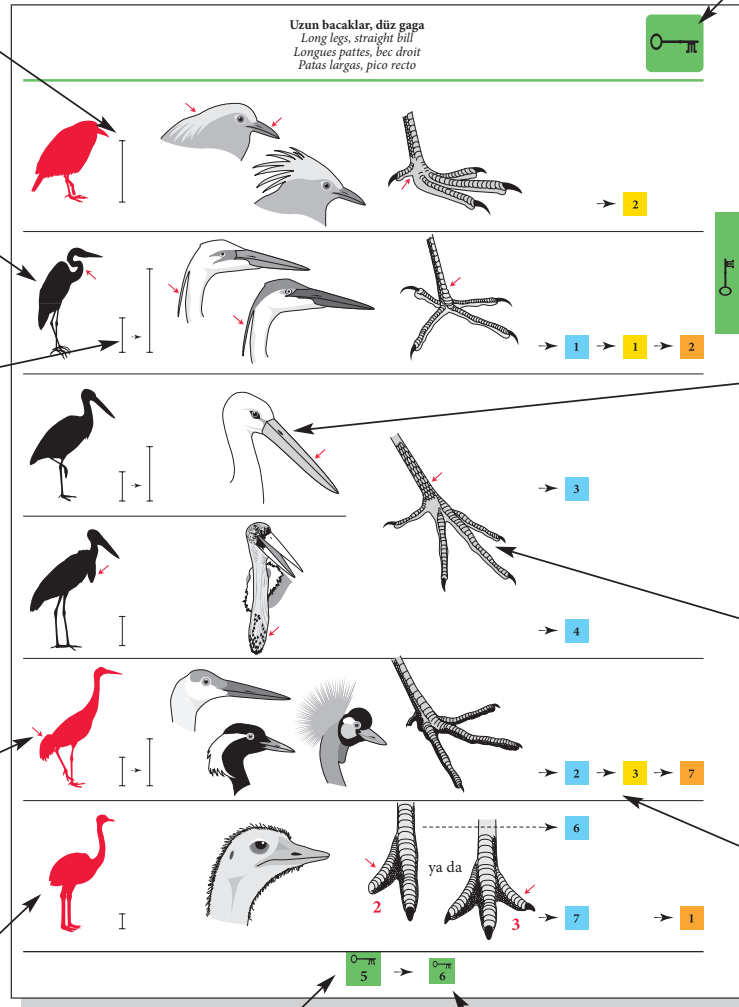 Uzun bacaklar, düz gaga
Long legs, straight bill
Longues pattes, bec droit
Patas largas, pico recto
2
1 1 2
3
4
2 3 7
6
ya da
2 3 7 1
5 6